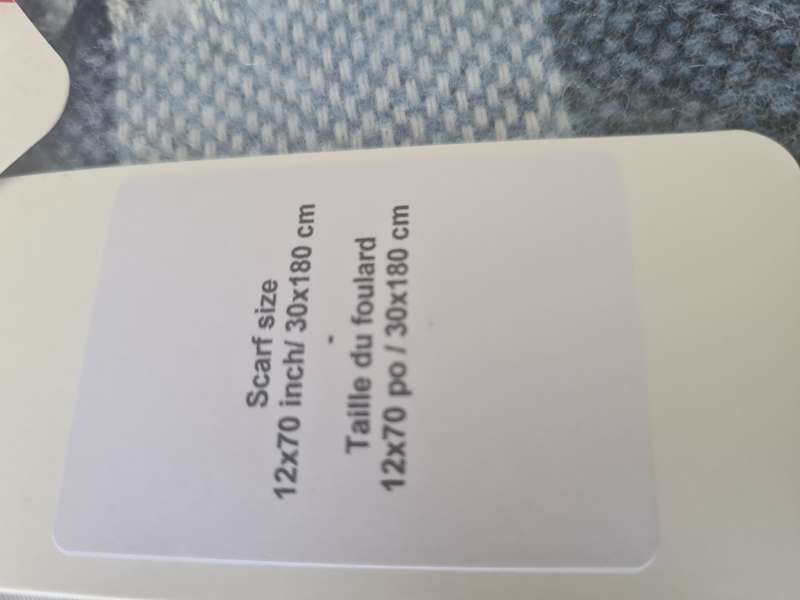 Scarf size
12x70 inch/ 30x180 cm
-
Taille du foulard
12x70 po / 30x180 cm